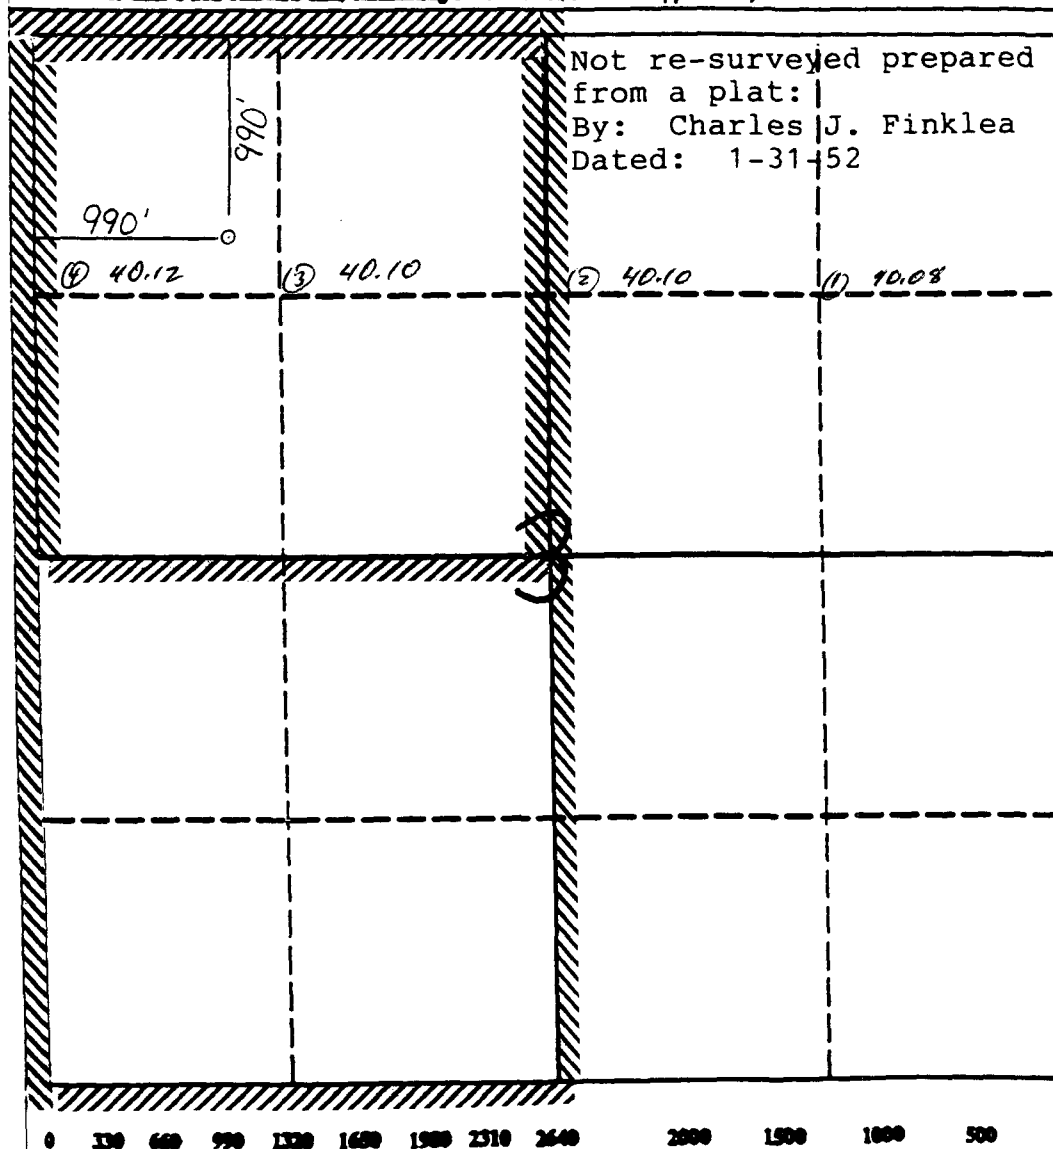 Not re-surveyed prepared
from a plat:
By: Charles J. Finklea
Dated: 1-31-52
990'
990'
④ 40.12 ③ 40.10 ② 40.10 ① 40.08
3
0 330 660 990 1320 1650 1980 2310 2640 2000 1500 1000 500